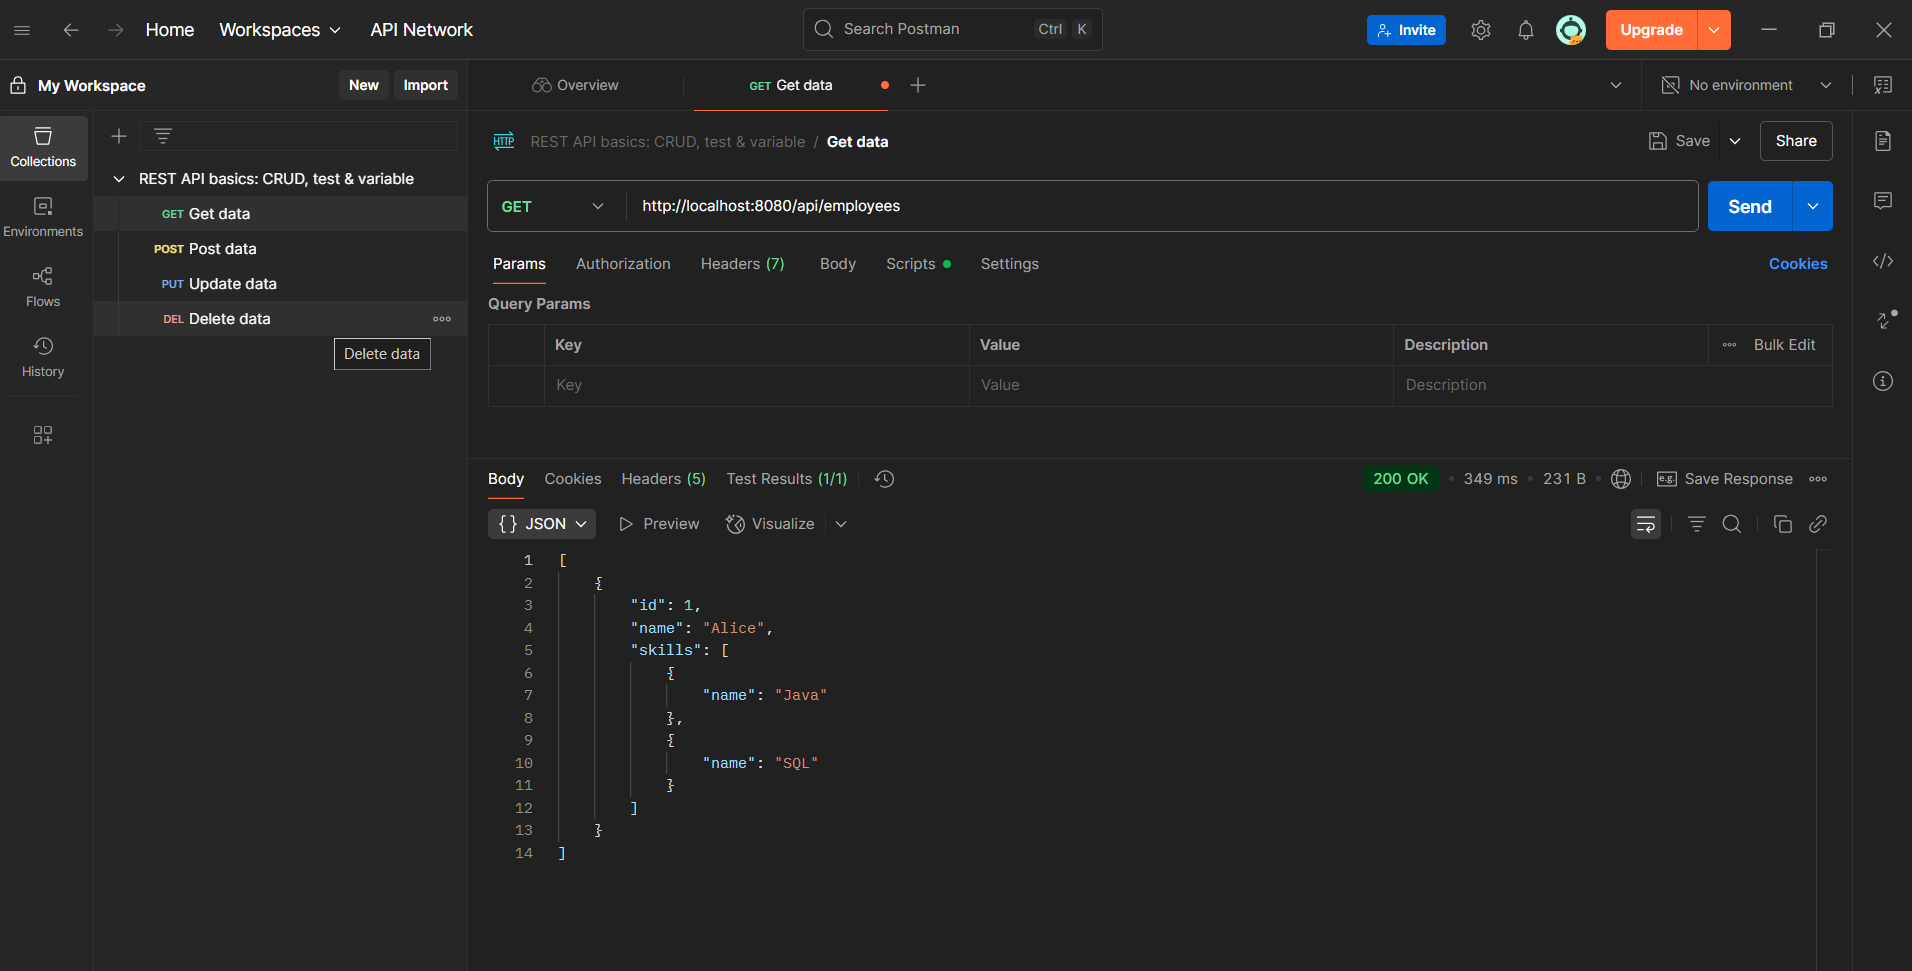 Home Workspaces API Network Search Postman Ctrl K Invite Upgrade
My Workspace New Import Overview GET Get data No environment
Collections
Environments
Flows
History
REST API basics: CRUD, test & variable
GET Get data
POST Post data
PUT Update data
DEL Delete data
Delete data
HTTP REST API basics: CRUD, test & variable / Get data Save Share
GET http://localhost:8080/api/employees Send
Params Authorization Headers (7) Body Scripts Settings Cookies
Query Params
Key Value Description Bulk Edit
Key Value Description
Body Cookies Headers (5) Test Results (1/1) 200 OK 349 ms 231 B e.g. Save Response
{} JSON Preview Visualize
1 [
2 {
3 "id": 1,
4 "name": "Alice",
5 "skills": [
6 {
7 "name": "Java"
8 },
9 {
10 "name": "SQL"
11 }
12 ]
13 }
14 ]